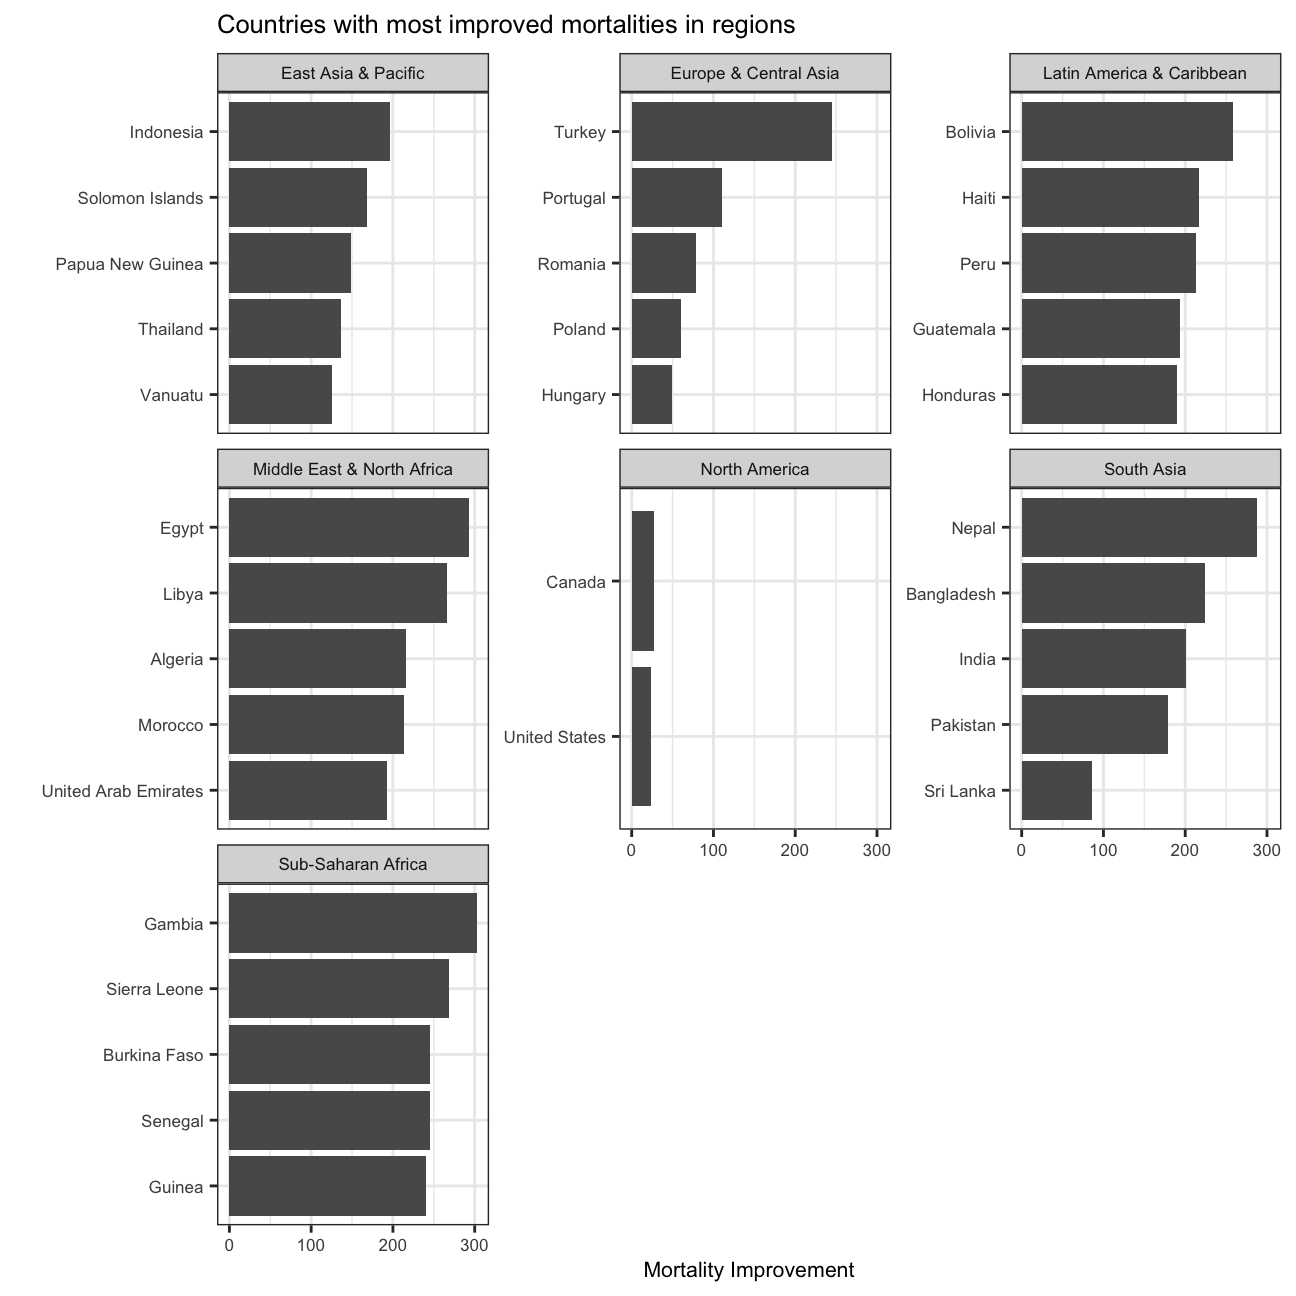 Countries with most improved mortalities in regions
East Asia & Pacific
Indonesia
Solomon Islands
Papua New Guinea
Thailand
Vanuatu
Europe & Central Asia
Turkey
Portugal
Romania
Poland
Hungary
Latin America & Caribbean
Bolivia
Haiti
Peru
Guatemala
Honduras
Middle East & North Africa
Egypt
Libya
Algeria
Morocco
United Arab Emirates
North America
Canada
United States
0 100 200 300
South Asia
Nepal
Bangladesh
India
Pakistan
Sri Lanka
0 100 200 300
Sub-Saharan Africa
Gambia
Sierra Leone
Burkina Faso
Senegal
Guinea
0 100 200 300
Mortality Improvement